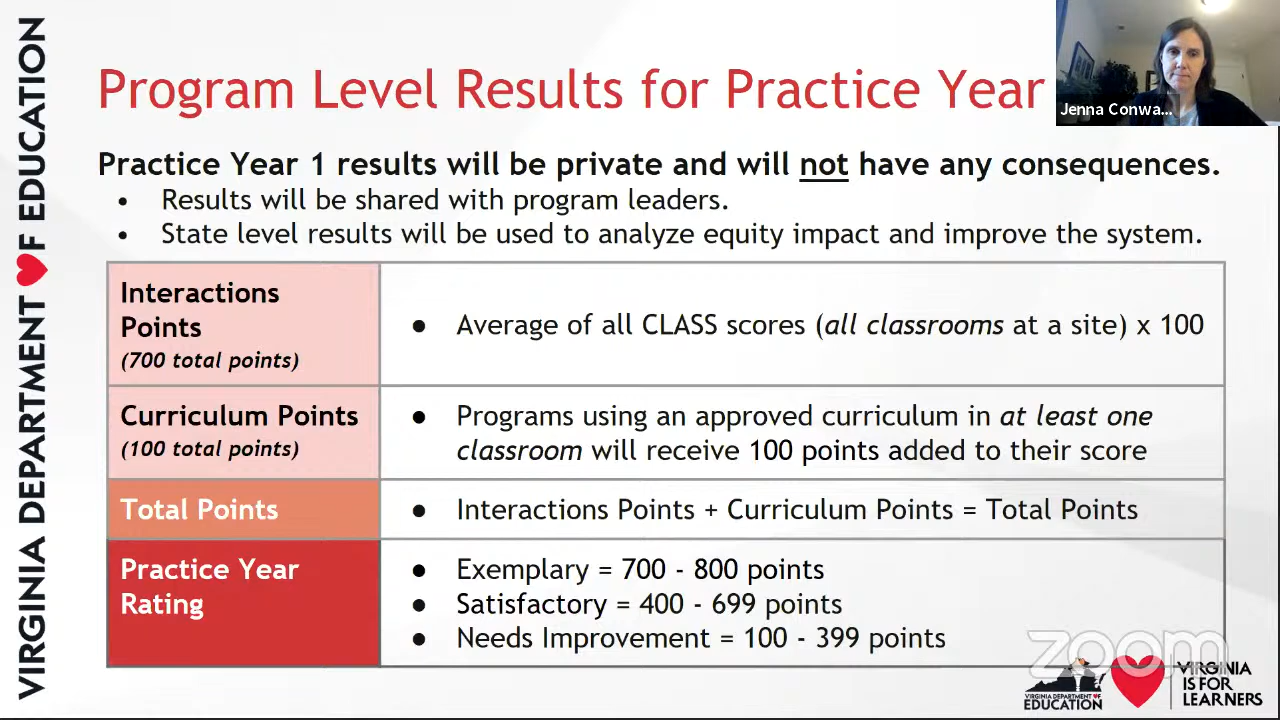 VIRGINIA DEPARTMENT OF EDUCATION
Program Level Results for Practice Year
Jenna Conwa...
Practice Year 1 results will be private and will not have any consequences.
• Results will be shared with program leaders.
• State level results will be used to analyze equity impact and improve the system.
Interactions
Points
(700 total points)
● Average of all CLASS scores (all classrooms at a site) x 100
Curriculum Points
(100 total points)
● Programs using an approved curriculum in at least one
classroom will receive 100 points added to their score
Total Points
● Interactions Points + Curriculum Points = Total Points
Practice Year
Rating
● Exemplary = 700 - 800 points
● Satisfactory = 400 - 699 points
● Needs Improvement = 100 - 399 points
zoom
VIRGINIA DEPARTMENT OF
EDUCATION
VIRGINIA
IS FOR
LEARNERS